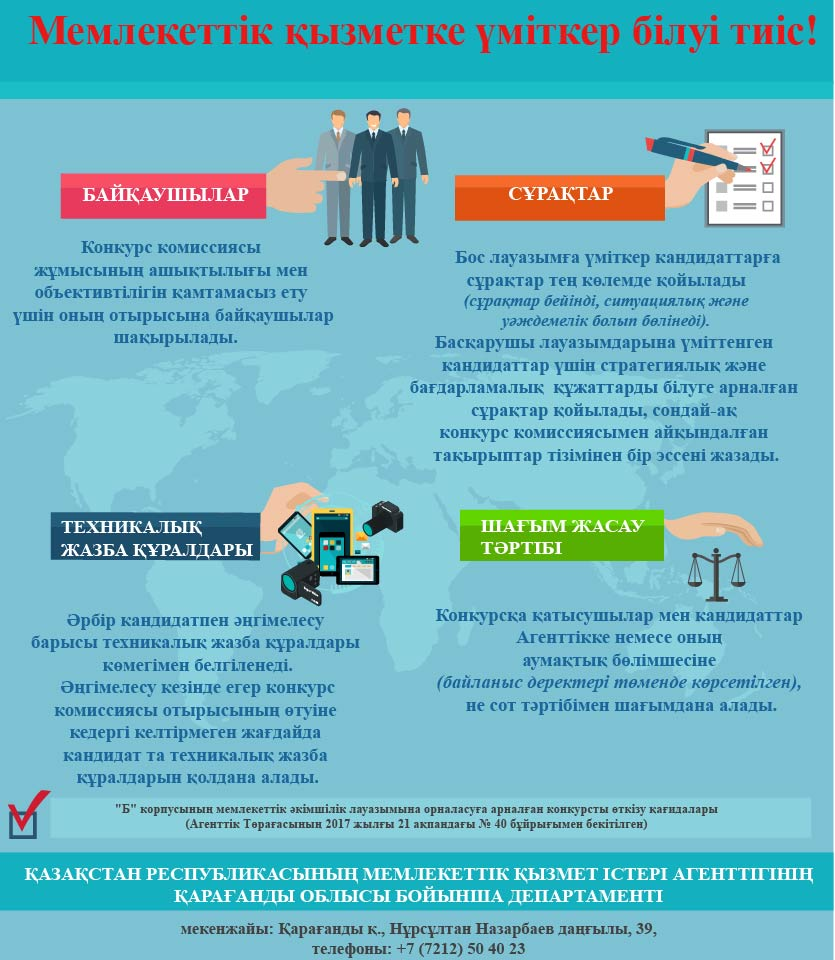 Мемлекеттік қызметке үміткер білуі тиіс!
БАЙҚАУШЫЛАР
Конкурс комиссиясы
жұмысының ашықтылығы мен
объективтілігін қамтамасыз ету
үшін оның отырысына байқаушылар
шақырылады.
СҰРАҚТАР
Бос лауазымға үміткер кандидаттарға
сұрақтар тең көлемде қойылады
(сұрақтар бейінді, ситуациялық және
уәждемелік болып бөлінеді).
Басқарушы лауазымдарына үміттенген
кандидаттар үшін стратегиялық және
бағдарламалық құжаттарды білуге арналған
сұрақтар қойылады, сондай-ақ
конкурс комиссиясымен айқындалған
тақырыптар тізімінен бір эссені жазады.
ТЕХНИКАЛЫҚ
ЖАЗБА ҚҰРАЛДАРЫ
Әрбір кандидатпен әңгімелесу
барысы техникалық жазба құралдары
көмегімен белгіленеді.
Әңгімелесу кезінде егер конкурс
комиссиясы отырысының өтуіне
кедергі келтірмеген жағдайда
кандидат та техникалық жазба
құралдарын қолдана алады.
ШАҒЫМ ЖАСАУ
ТӘРТІБІ
Конкурсқа қатысушылар мен кандидаттар
Агенттікке немесе оның
аумақтық бөлімшесіне
(байланыс деректері төменде көрсетілген),
не сот тәртібімен шағымдана алады.
"Б" корпусының мемлекеттік әкімшілік лауазымына орналасуға арналған конкурсты өткізу қағидалары
(Агенттік Төрағасының 2017 жылғы 21 ақпандағы № 40 бұйрығымен бекітілген)
ҚАЗАҚСТАН РЕСПУБЛИКАСЫНЫҢ МЕМЛЕКЕТТІК ҚЫЗМЕТ ІСТЕРІ АГЕНТТІГІНІҢ
ҚАРАҒАНДЫ ОБЛЫСЫ БОЙЫНША ДЕПАРТАМЕНТІ
мекенжайы: Қарағанды қ., Нұрсұлтан Назарбаев даңғылы, 39,
телефоны: +7 (7212) 50 40 23